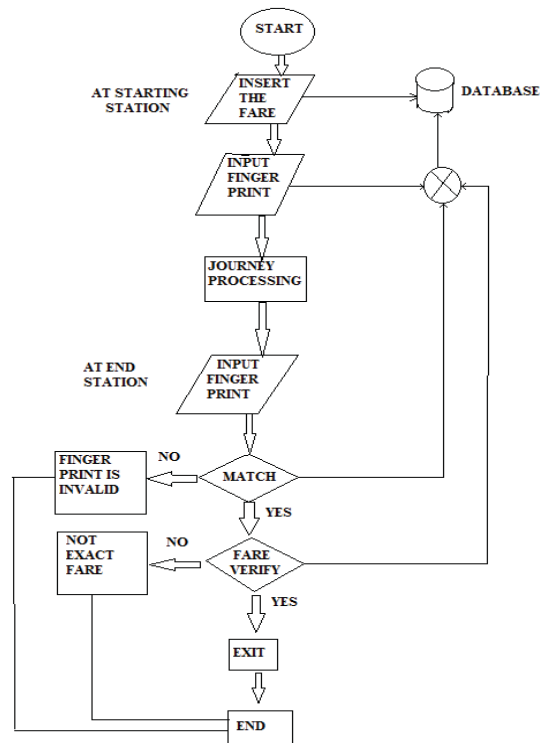 START
AT STARTING
STATION
INSERT
THE
FARE
DATABASE
INPUT
FINGER
PRINT
JOURNEY
PROCESSING
AT END
STATION
INPUT
FINGER
PRINT
FINGER
PRINT IS
INVALID
NO
MATCH
YES
NOT
EXACT
FARE
NO
FARE
VERIFY
YES
EXIT
END